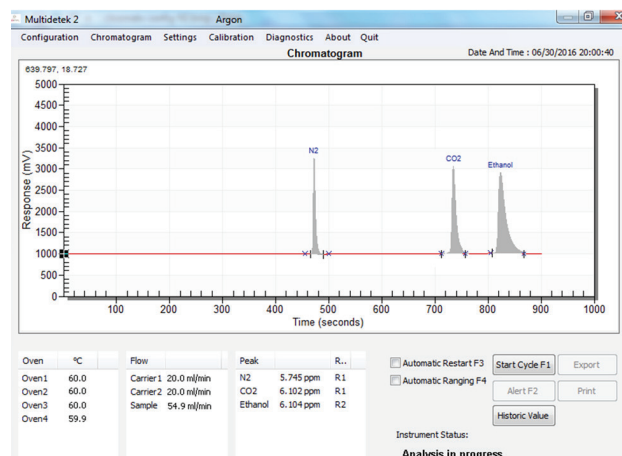 Multidetek 2 Argon
Configuration Chromatogram Settings Calibration Diagnostics About Quit
Chromatogram Date And Time : 06/30/2016 20:00:40
639.797, 18.727
5000
4500
4000
3500
3000
2500
2000
1500
1000
500
0
Response (mV)
N2
CO2
Ethanol
100 200 300 400 500 600 700 800 900 1000
Time (seconds)
Oven °C
Oven1 60.0
Oven2 60.0
Oven3 60.0
Oven4 59.9
Flow
Carrier1 20.0 ml/min
Carrier2 20.0 ml/min
Sample 54.9 ml/min
Peak R..
N2 5.745 ppm R1
CO2 6.102 ppm R1
Ethanol 6.104 ppm R2
Automatic Restart F3 Start Cycle F1 Export
Automatic Ranging F4 Alert F2 Print
Historic Value
Instrument Status:
Analysis in progress